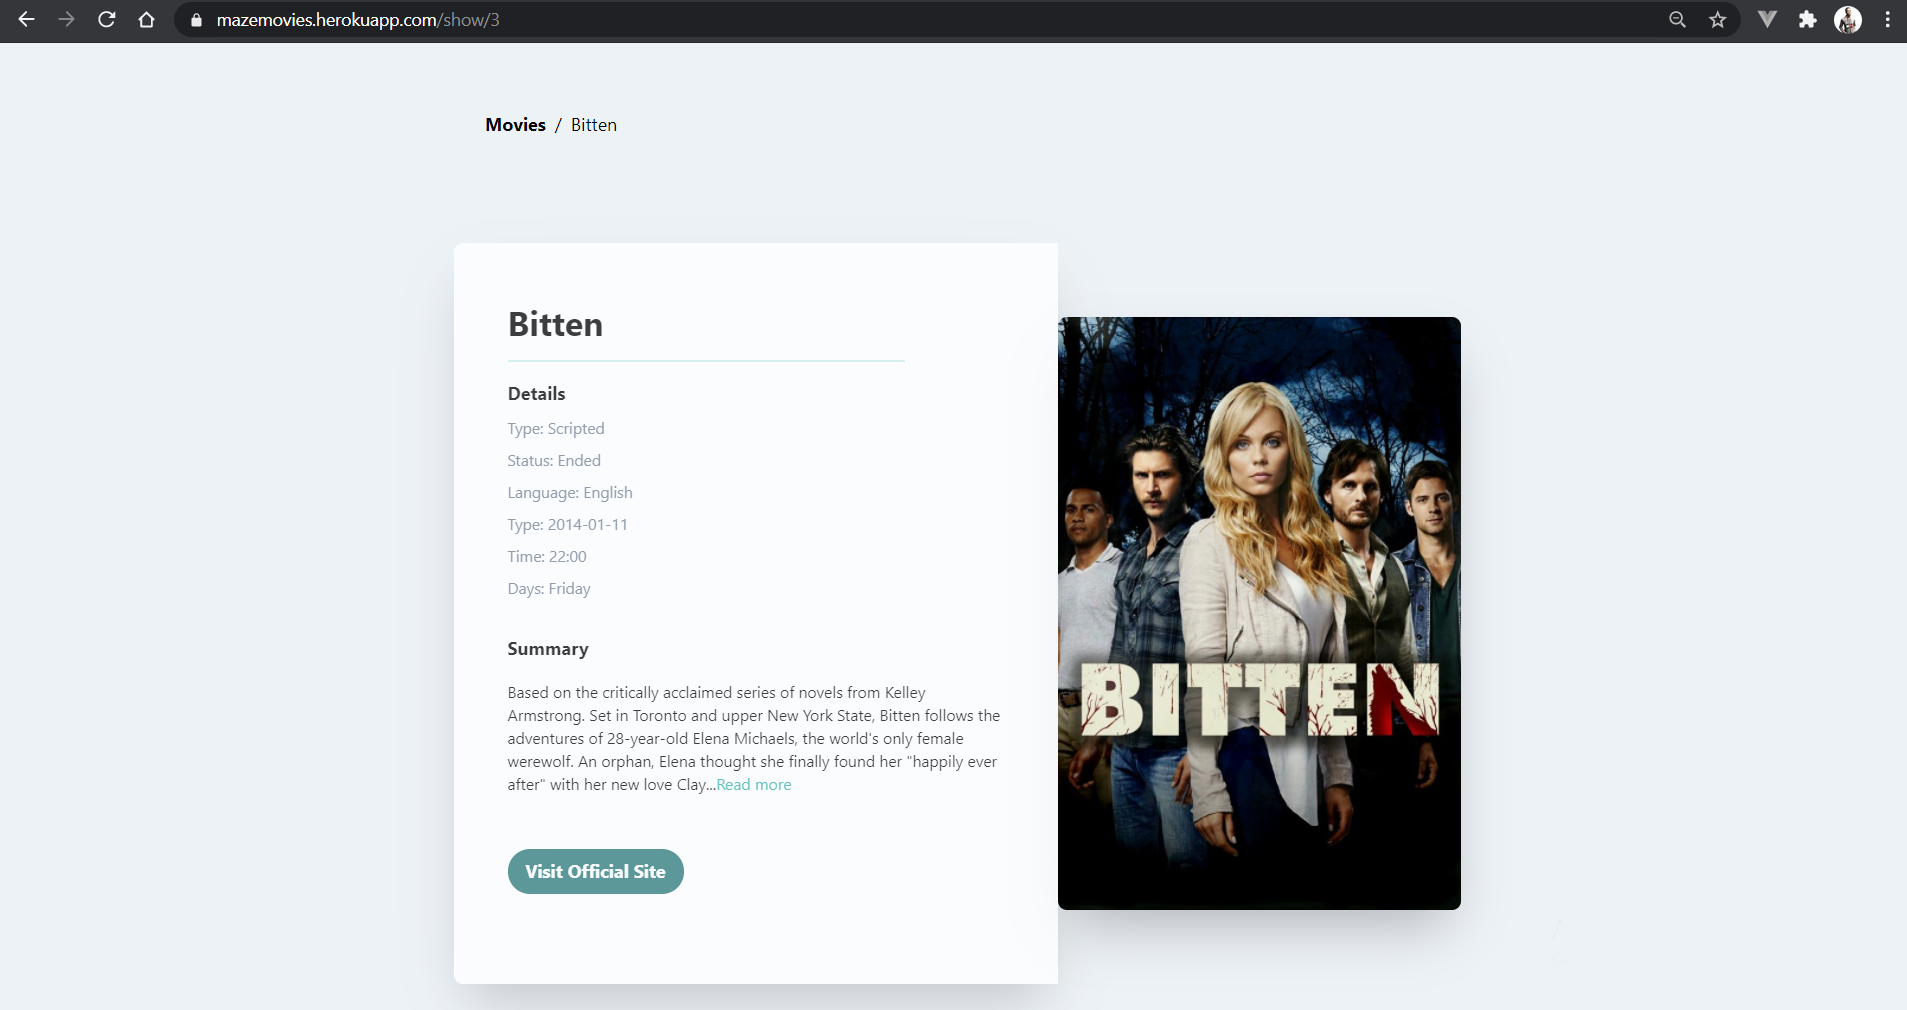 mazemovies.herokuapp.com/show/3
Movies / Bitten
Bitten
Details
Type: Scripted
Status: Ended
Language: English
Type: 2014-01-11
Time: 22:00
Days: Friday
Summary
Based on the critically acclaimed series of novels from Kelley
Armstrong. Set in Toronto and upper New York State, Bitten follows the
adventures of 28-year-old Elena Michaels, the world's only female
werewolf. An orphan, Elena thought she finally found her "happily ever
after" with her new love Clay...Read more
Visit Official Site
BITTEN